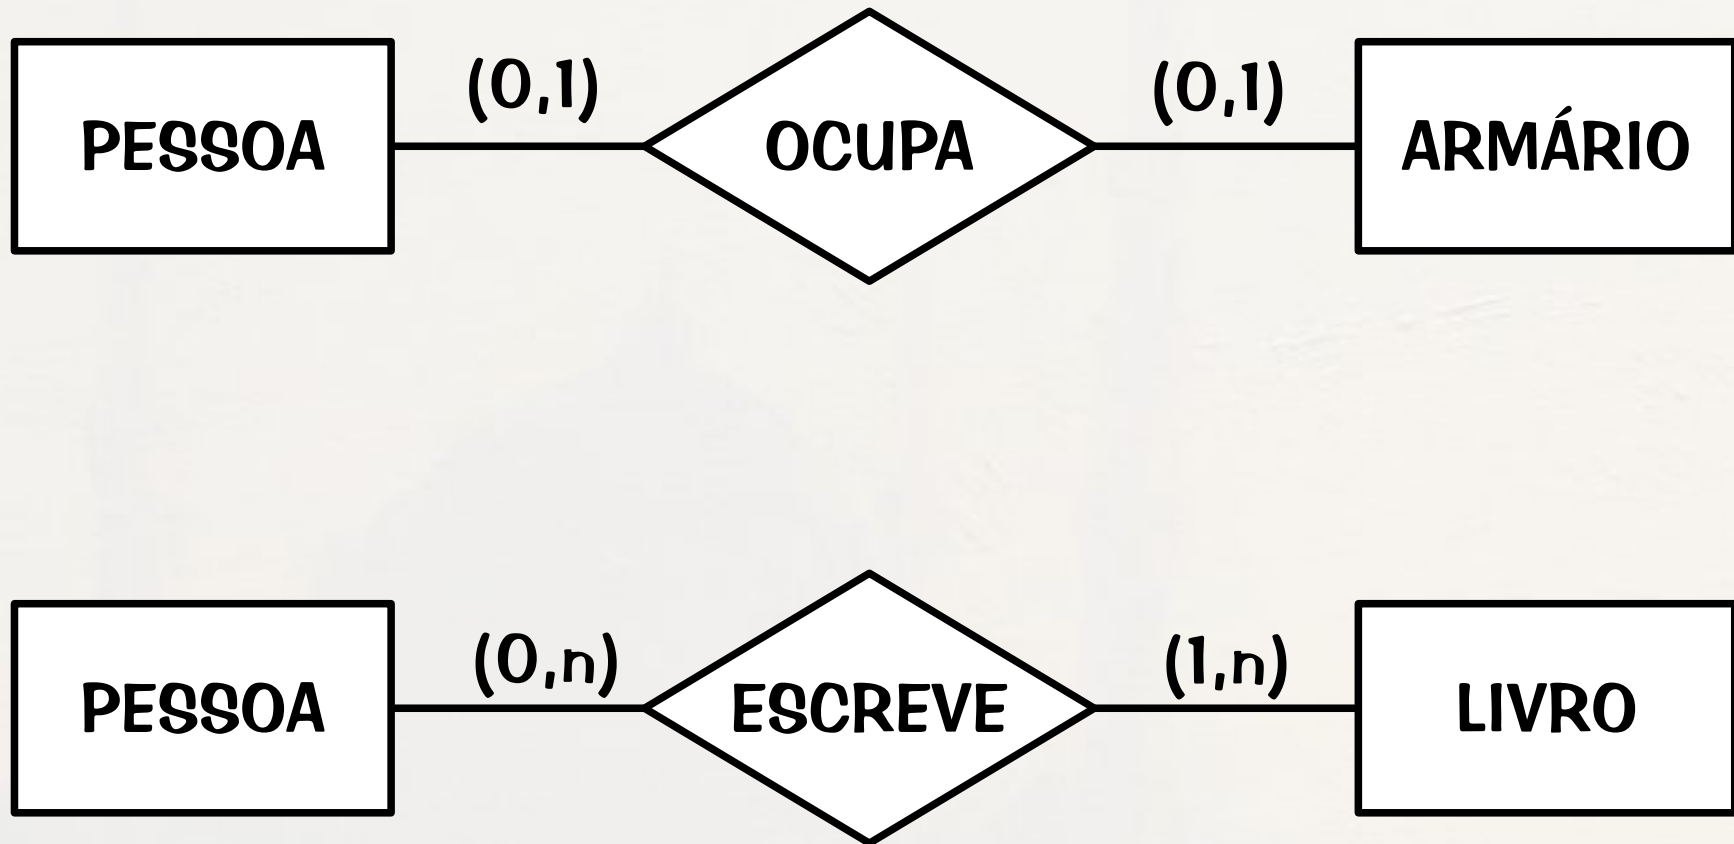 (0,1) (0,1)
PESSOA OCUPA ARMÁRIO
(0,n) (1,n)
PESSOA ESCREVE LIVRO